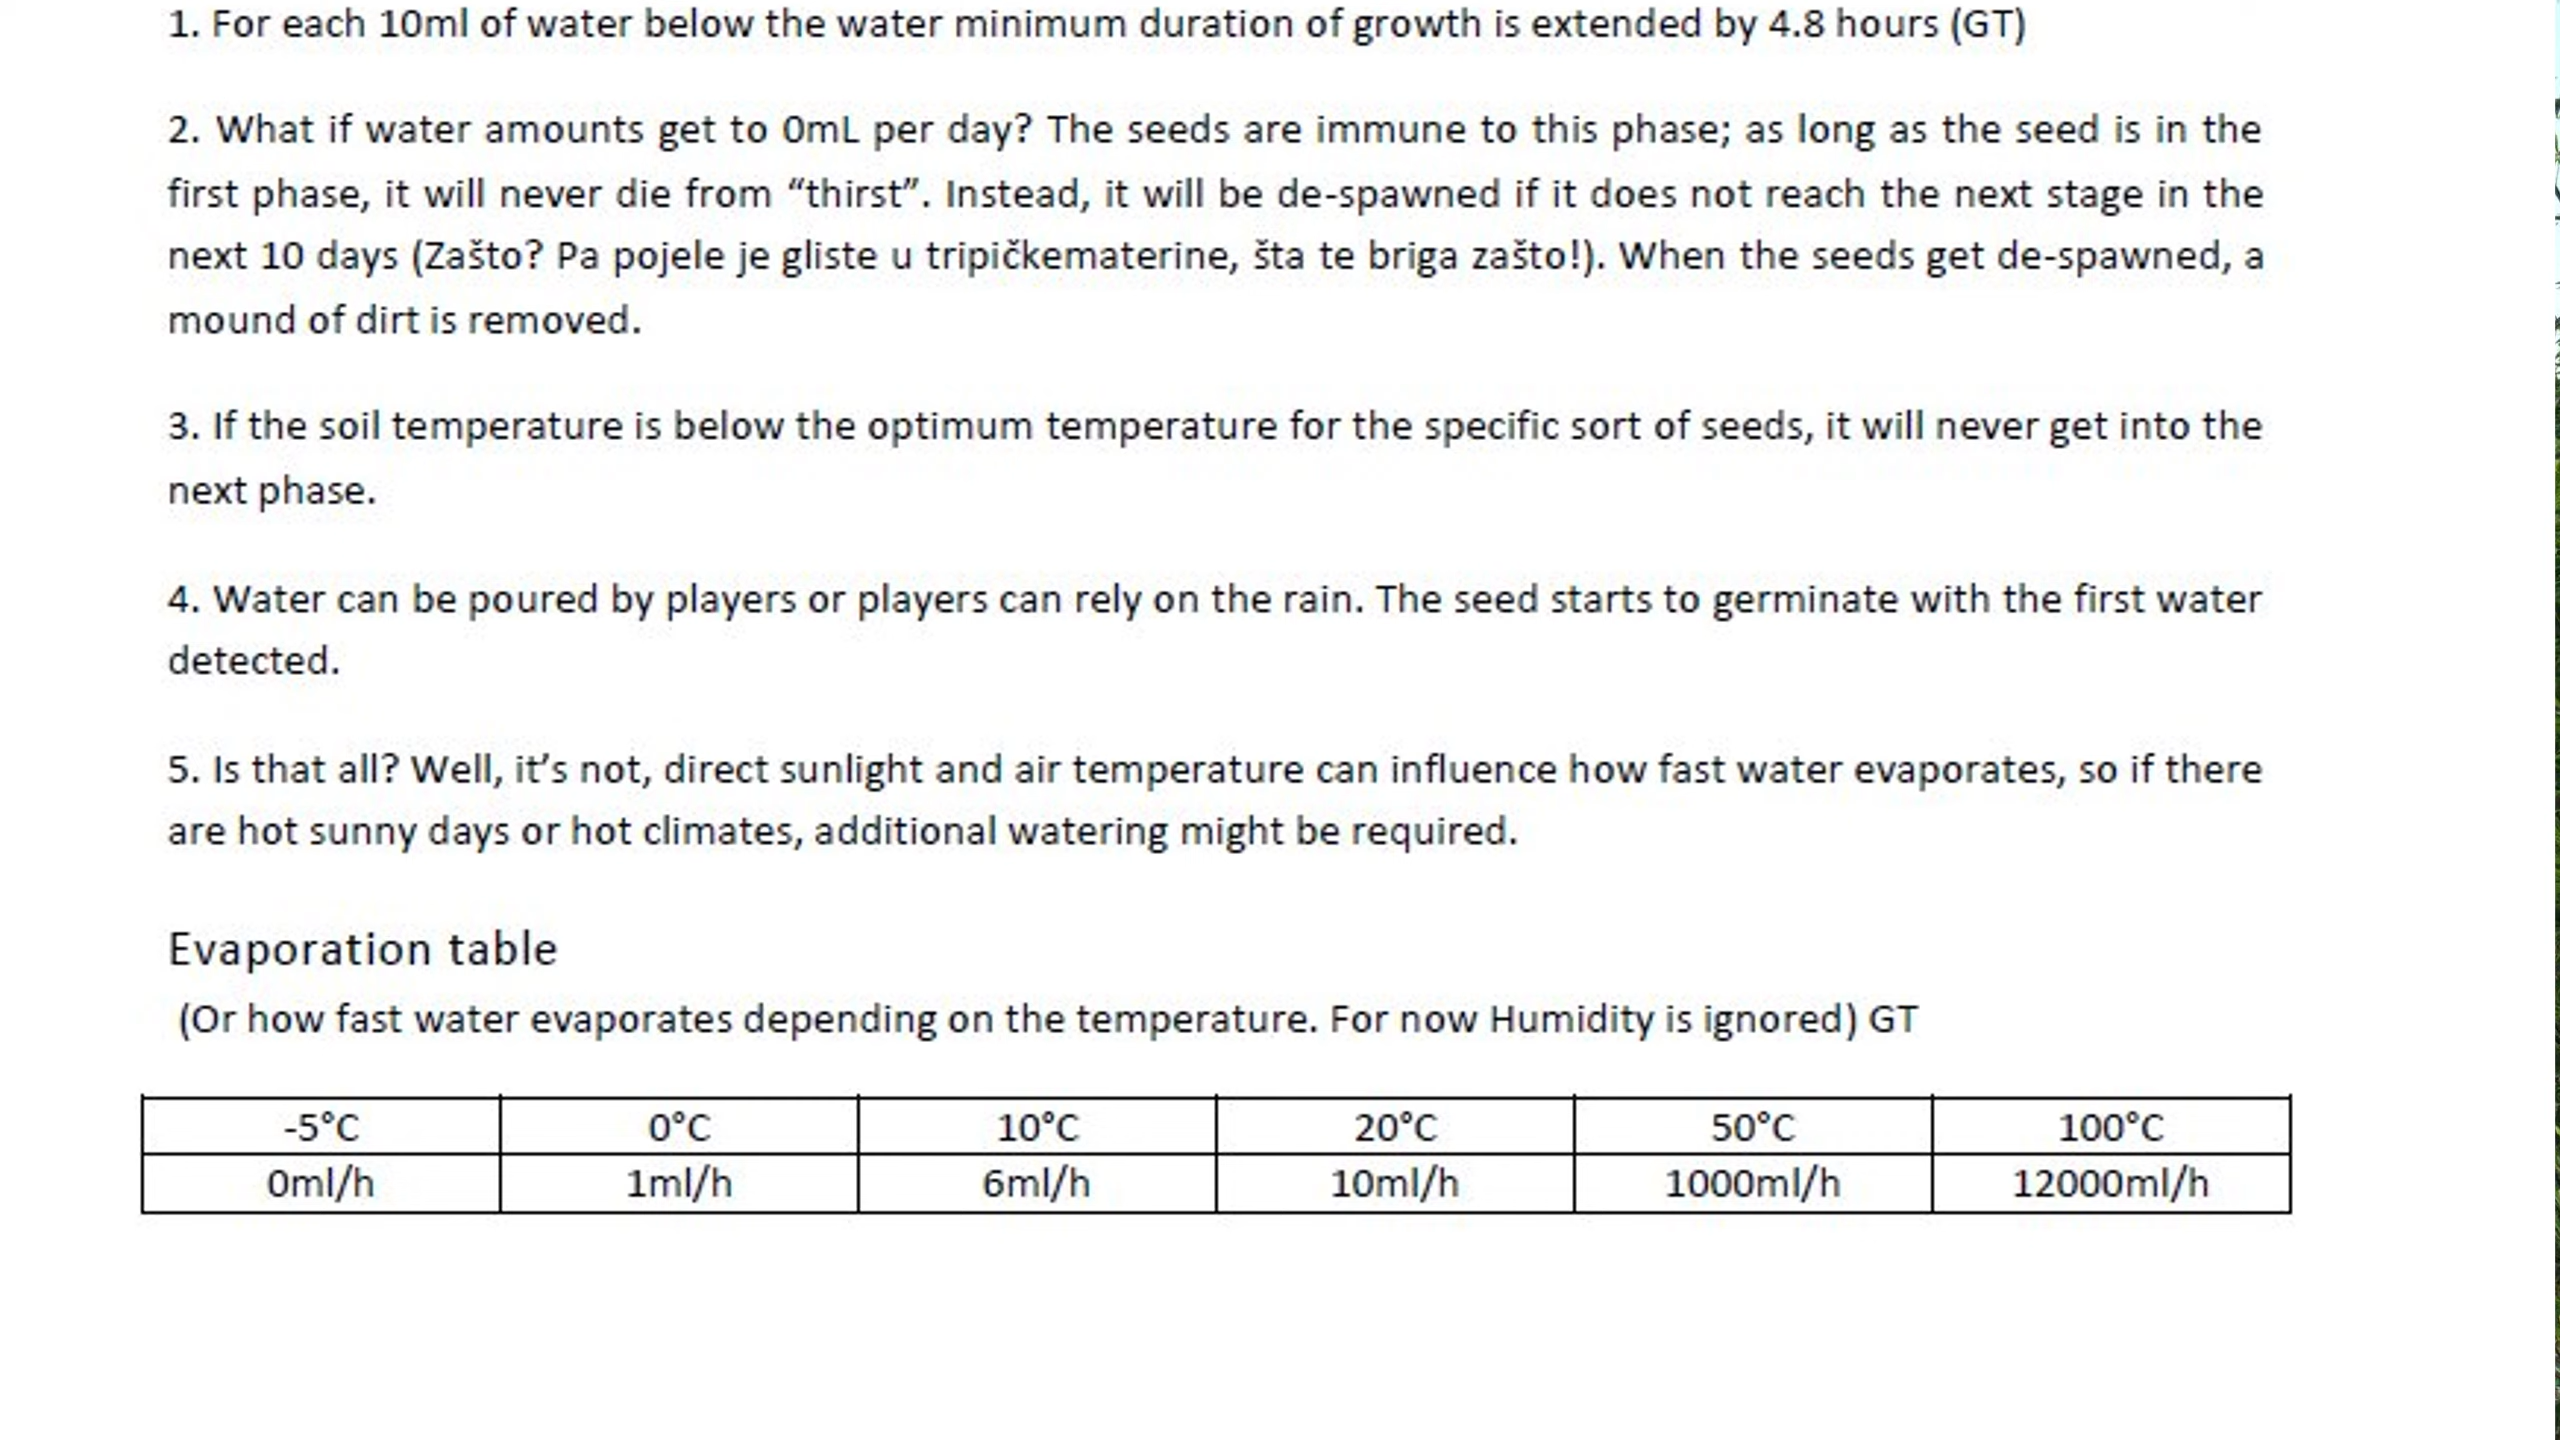 1. For each 10ml of water below the water minimum duration of growth is extended by 4.8 hours (GT)
2. What if water amounts get to 0mL per day? The seeds are immune to this phase; as long as the seed is in the
first phase, it will never die from “thirst”. Instead, it will be de-spawned if it does not reach the next stage in the
next 10 days (Zašto? Pa pojele je gliste u tripičkematerine, šta te briga zašto!). When the seeds get de-spawned, a
mound of dirt is removed.
3. If the soil temperature is below the optimum temperature for the specific sort of seeds, it will never get into the
next phase.
4. Water can be poured by players or players can rely on the rain. The seed starts to germinate with the first water
detected.
5. Is that all? Well, it’s not, direct sunlight and air temperature can influence how fast water evaporates, so if there
are hot sunny days or hot climates, additional watering might be required.
Evaporation table
(Or how fast water evaporates depending on the temperature. For now Humidity is ignored) GT
-5°C 0°C 10°C 20°C 50°C 100°C
0ml/h 1ml/h 6ml/h 10ml/h 1000ml/h 12000ml/h